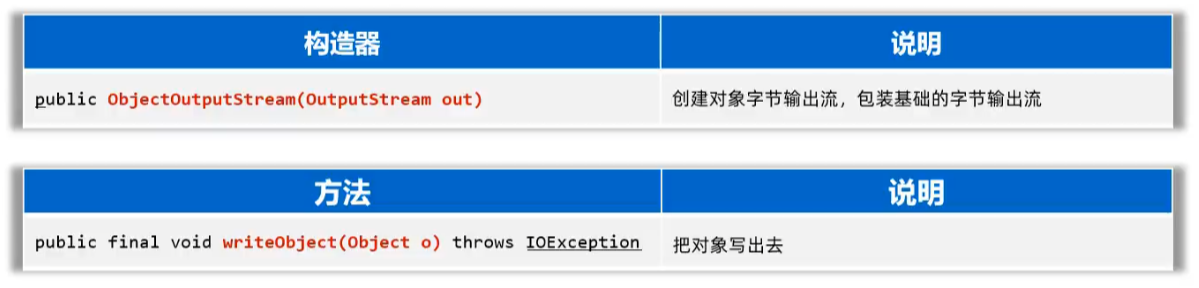 构造器 说明
public ObjectOutputStream(OutputStream out) 创建对象字节输出流，包装基础的字节输出流
方法 说明
public final void writeObject(Object o) throws IOException 把对象写出去